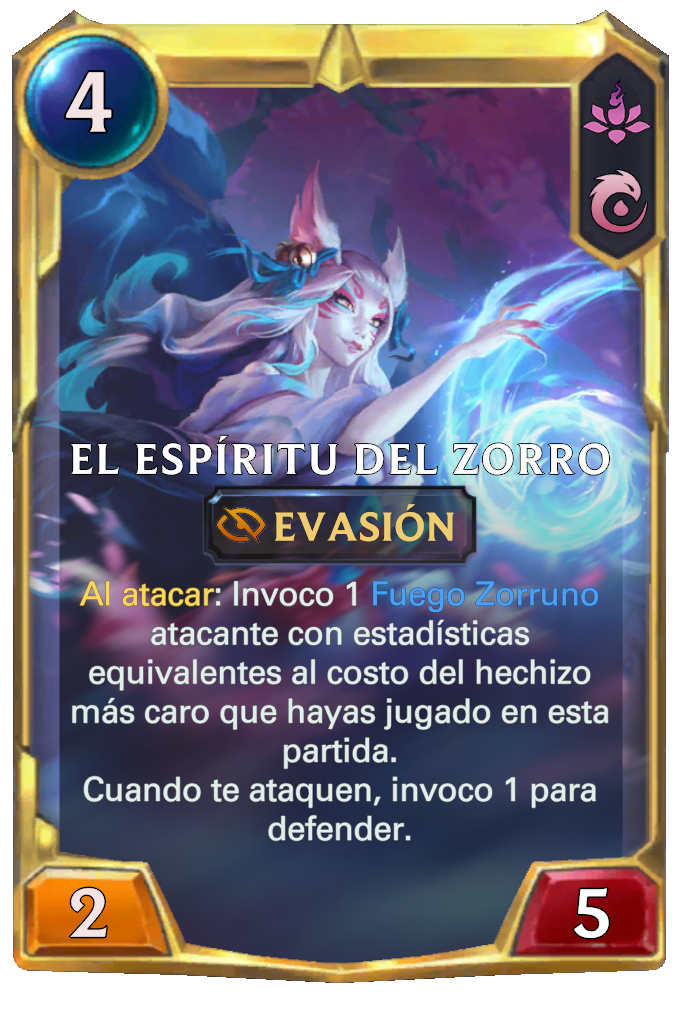 4
EL ESPÍRITU DEL ZORRO
EVASIÓN
Al atacar: Invoco 1 Fuego Zorruno
atacante con estadísticas
equivalentes al costo del hechizo
más caro que hayas jugado en esta
partida.
Cuando te ataquen, invoco 1 para
defender.
2
5